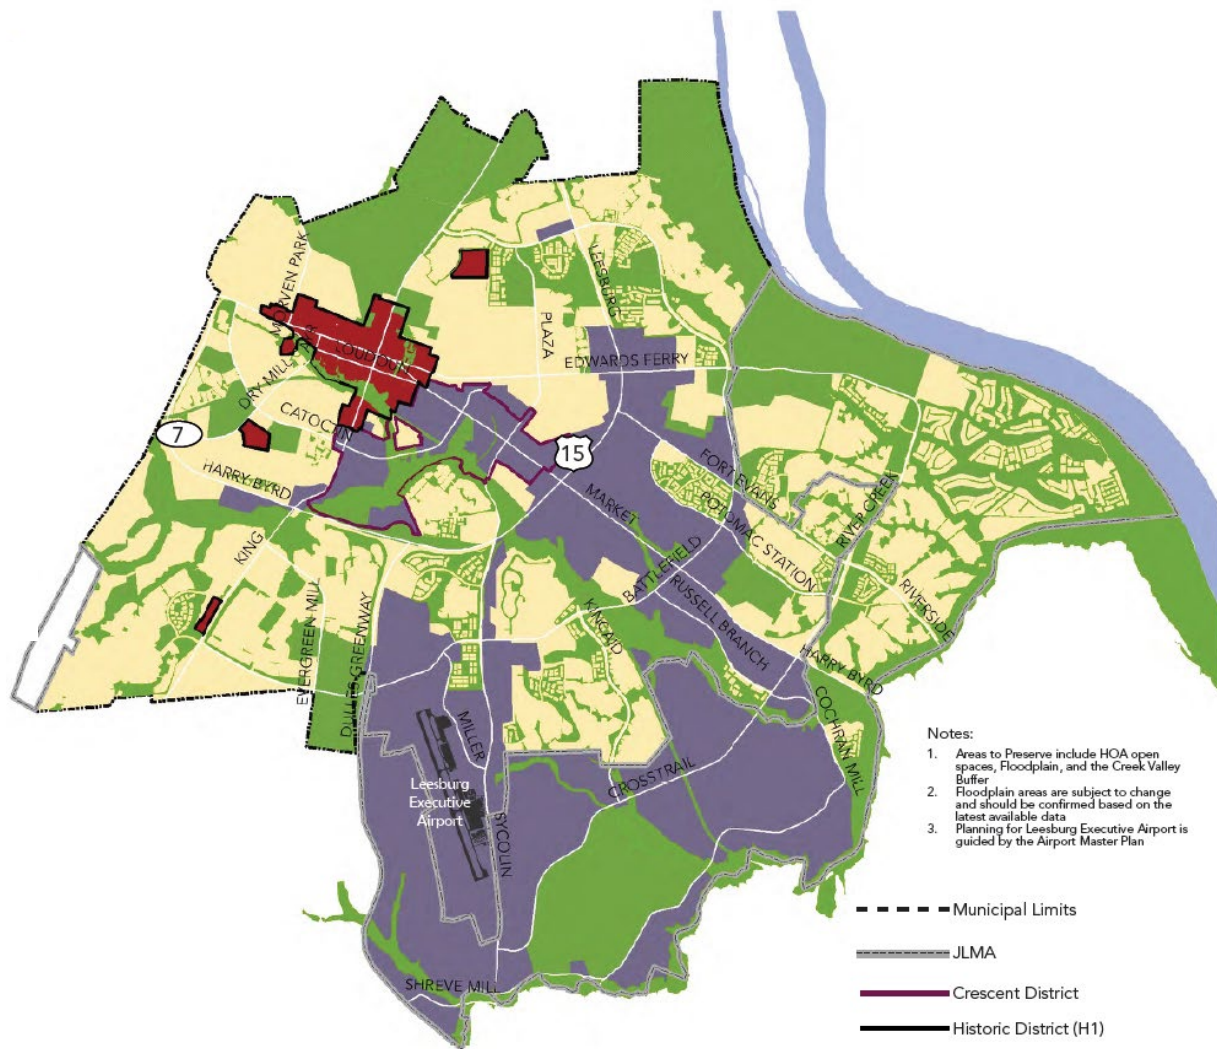 MORVEN PARK
LEESBURG
PLAZA
LOUDOUN
EDWARDS FERRY
DRY MILL
CATOCTIN
7
15
HARRY BYRD
FORT EVANS
MARKET
POTOMAC STATION
RIVER CREEK
KING
BATTLEFIELD
RUSSELL BRANCH
RIVERSIDE
KINCAID
EVERGREEN MILL
DULLES GREENWAY
HARRY BYRD
COCHRAN MILL
MILLER
CROSSTRAIL
Leesburg
Executive
Airport
SYCOLIN
SHREVE MILL
Notes:
1. Areas to Preserve include HOA open
spaces, Floodplain, and the Creek Valley
Buffer
2. Floodplain areas are subject to change
and should be confirmed based on the
latest available data
3. Planning for Leesburg Executive Airport is
guided by the Airport Master Plan
Municipal Limits
JLMA
Crescent District
Historic District (H1)